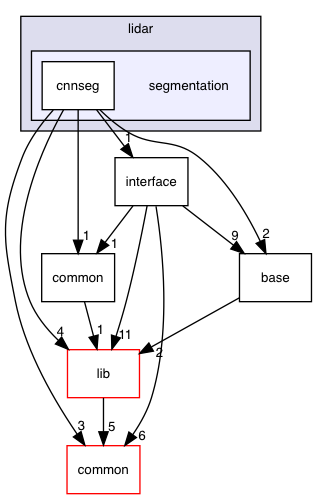 lidar
cnnseg
segmentation
1
interface
1
1
9
2
common
base
4
1
11
2
lib
3
5
6
common